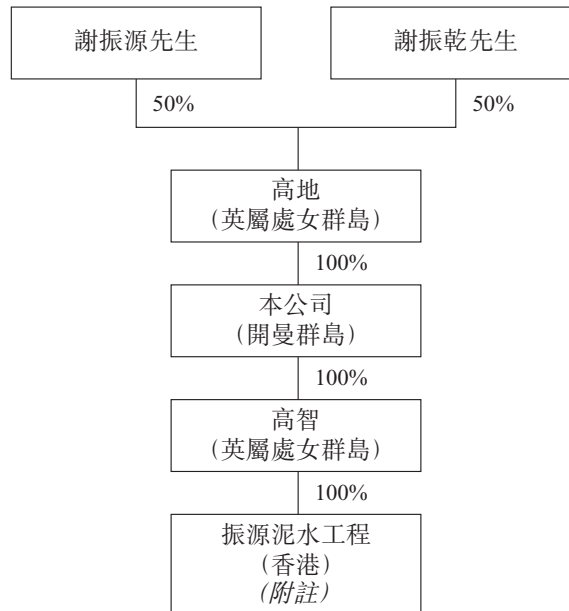 謝振源先生
謝振乾先生
50%
50%
高地
(英屬處女群島)
100%
本公司
(開曼群島)
100%
高智
(英屬處女群島)
100%
振源泥水工程
(香港)
(附註)